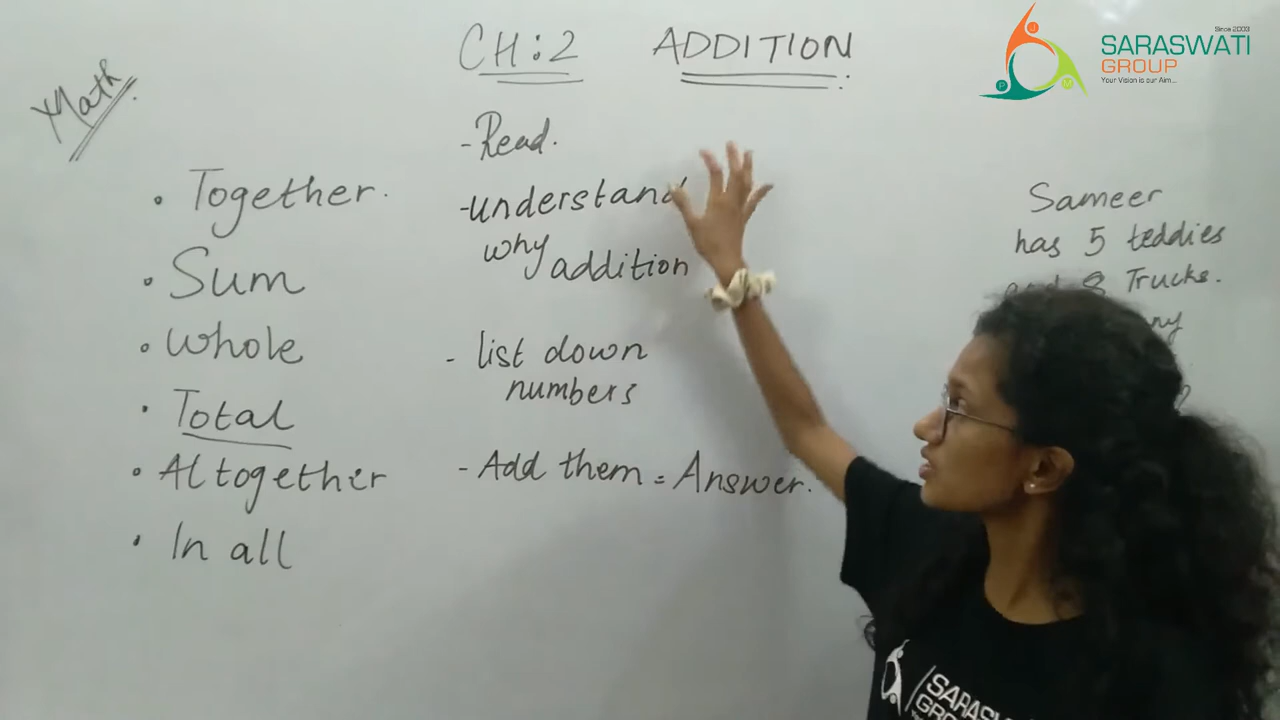 CH:2 ADDITION
Math
• Together.
• Sum
• Whole
• Total
• Altogether
• In all
- Read.
- understand
why addition
- list down
numbers
- Add them = Answer.
Sameer
has 5 teddies
8 Trucks.
Since 2003
SARASWATI
GROUP
Your Vision is our Aim...
P
M